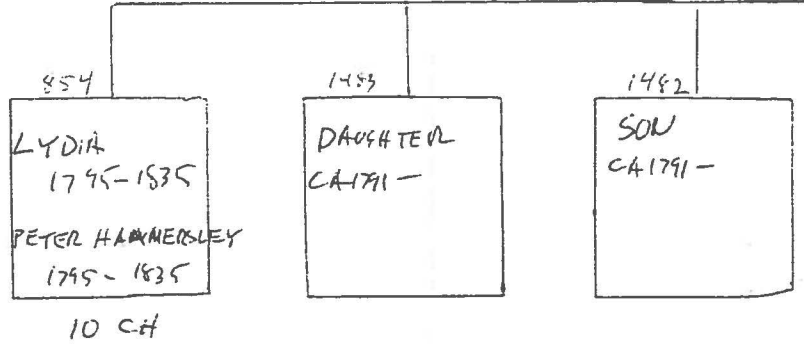 854
LYDIA
1795-1835
PETER HAMMERSLEY
1795- 1835
10 CH
1483
DAUGHTER
CA1791-
1482
SON
CA1791-